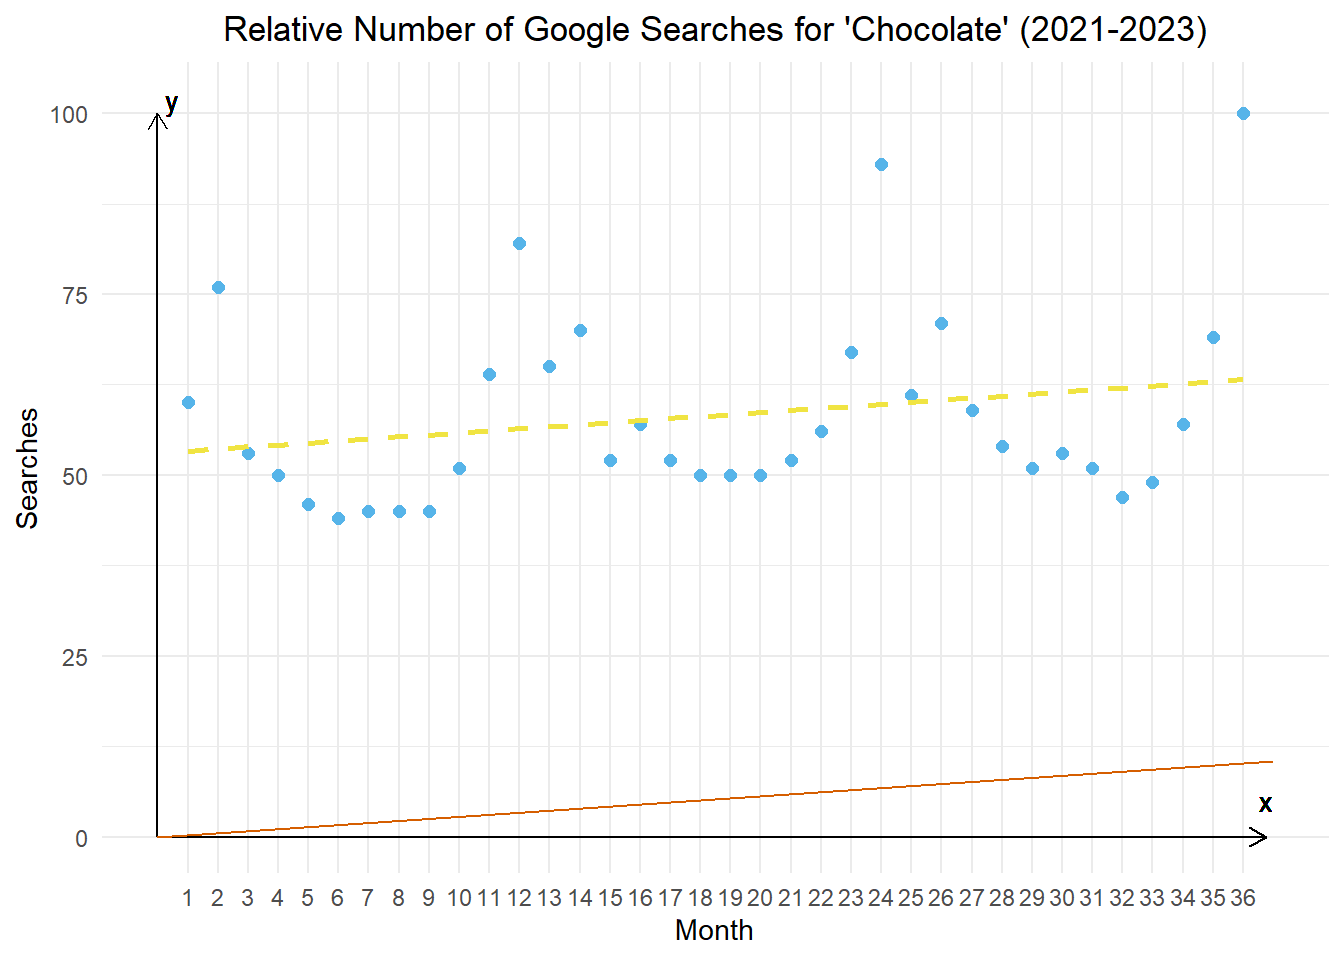 Relative Number of Google Searches for 'Chocolate' (2021-2023)
y
100
75
50
25
0
Searches
x
1 2 3 4 5 6 7 8 9 10 11 12 13 14 15 16 17 18 19 20 21 22 23 24 25 26 27 28 29 30 31 32 33 34 35 36
Month